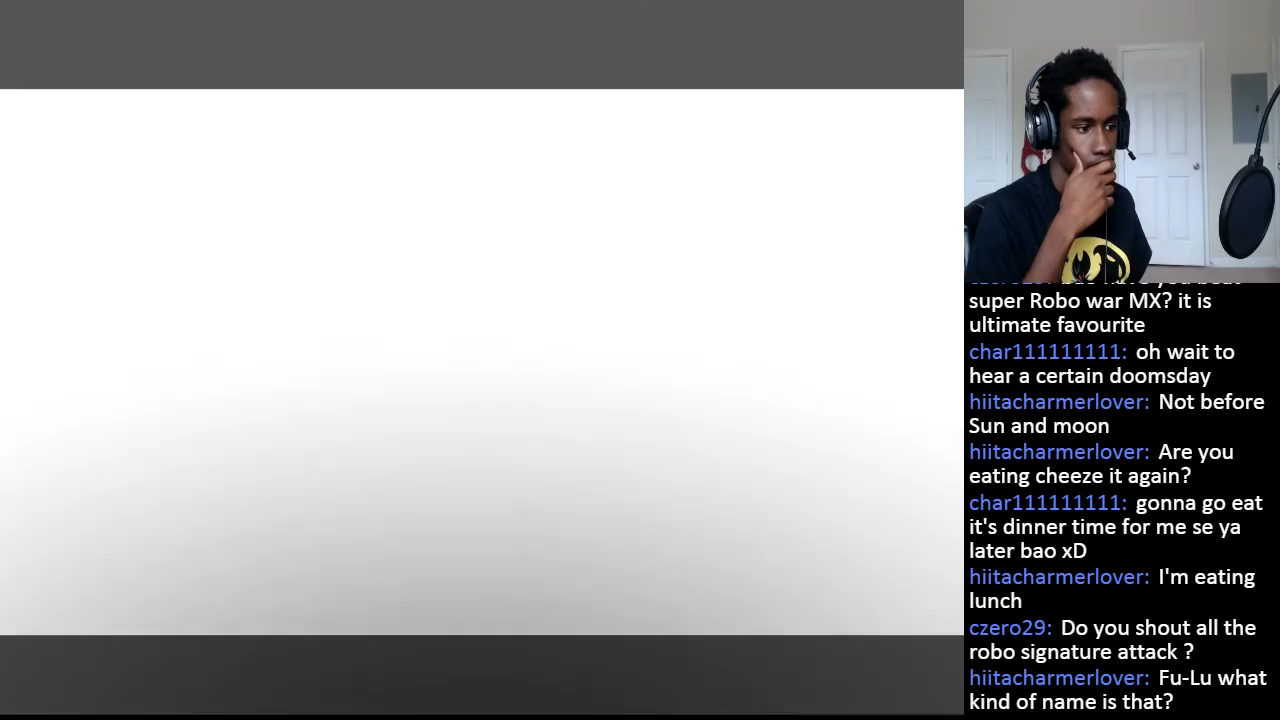 super Robo war MX? it is
ultimate favourite
char111111111: oh wait to
hear a certain doomsday
hiitacharmerlover: Not before
Sun and moon
hiitacharmerlover: Are you
eating cheeze it again?
char111111111: gonna go eat
it's dinner time for me se ya
later bao xD
hiitacharmerlover: I'm eating
lunch
czero29: Do you shout all the
robo signature attack ?
hiitacharmerlover: Fu-Lu what
kind of name is that?